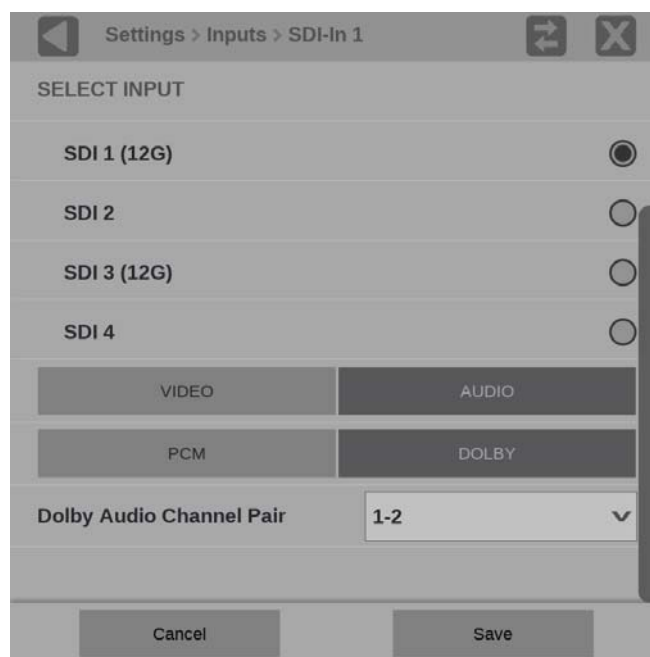 Settings > Inputs > SDI-In 1
SELECT INPUT
SDI 1 (12G)
SDI 2
SDI 3 (12G)
SDI 4
VIDEO AUDIO
PCM DOLBY
Dolby Audio Channel Pair 1-2
Cancel Save